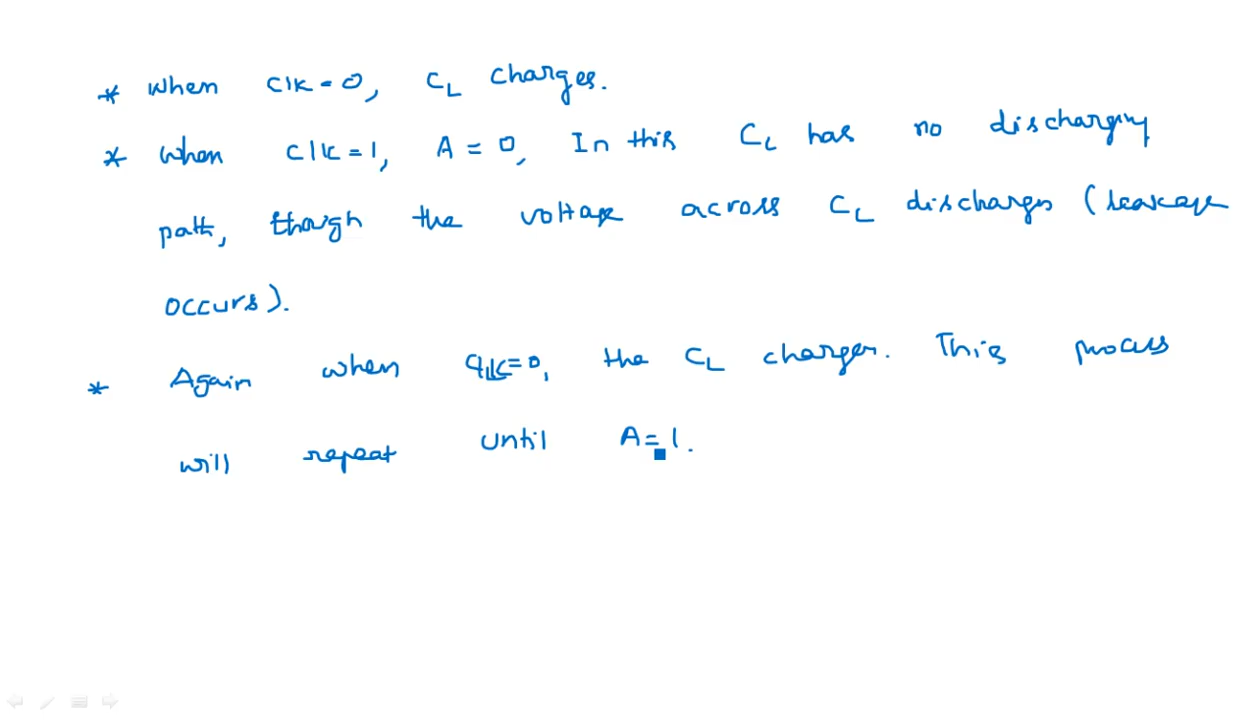 * When clk = 0, CL charges.
* When clk = 1, A = 0, In this CL has no discharging
path, though the voltage across CL discharges (leakage
occurs).
* Again when clk=0, the CL charges. This process
will repeat until A=1.